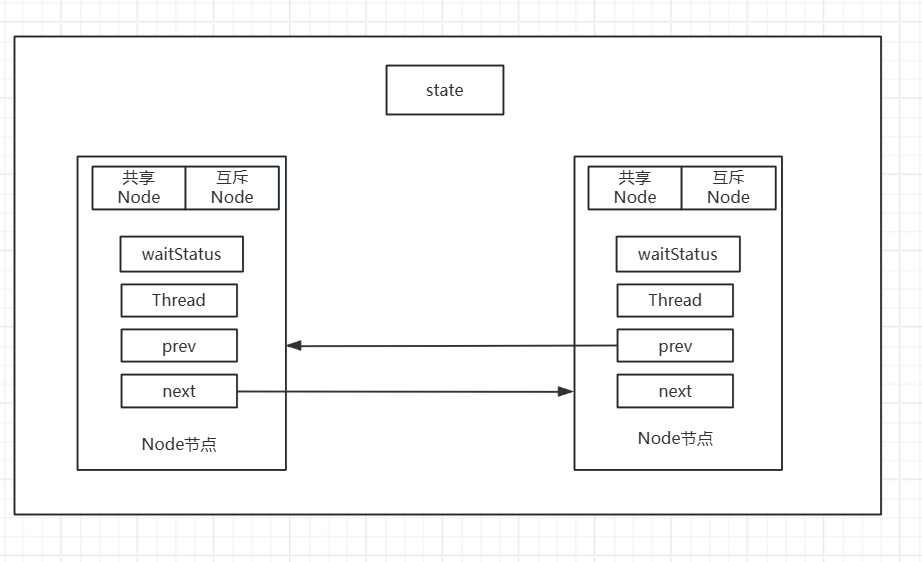 state
共享
Node
互斥
Node
waitStatus
Thread
prev
next
Node节点
共享
Node
互斥
Node
waitStatus
Thread
prev
next
Node节点